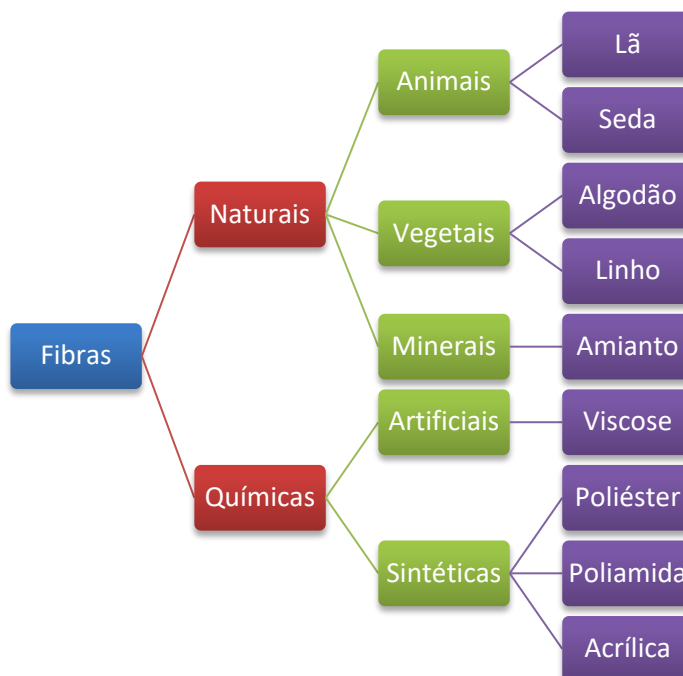 Fibras
Naturais
Animais
Lã
Seda
Vegetais
Algodão
Linho
Minerais
Amianto
Químicas
Artificiais
Viscose
Sintéticas
Poliéster
Poliamida
Acrílica